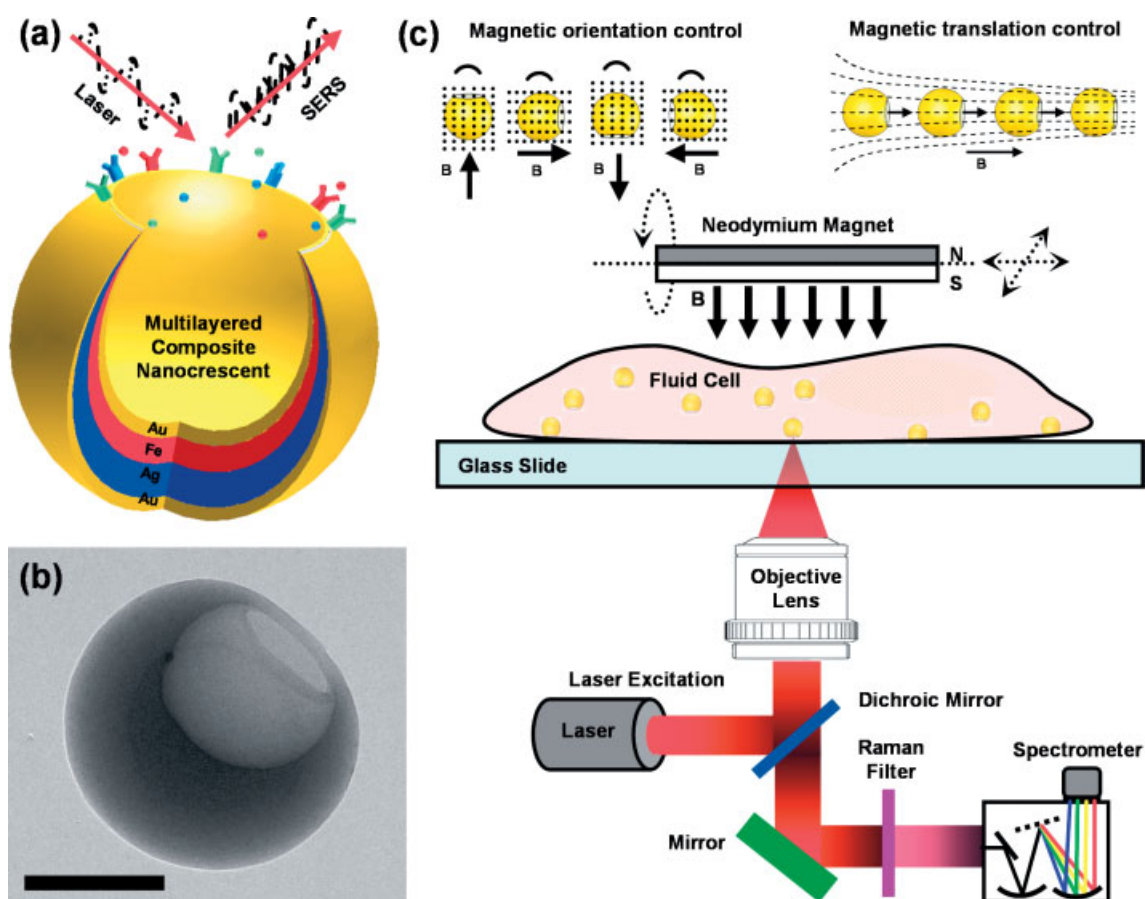 (a)
Laser
SERS
Multilayered
Composite
Nanocrescent
Au
Fe
Ag
Au
(b)
(c)
Magnetic orientation control
B
B
B
B
Magnetic translation control
B
Neodymium Magnet
N
S
B
Fluid Cell
Glass Slide
Objective
Lens
Laser Excitation
Laser
Dichroic Mirror
Raman
Filter
Spectrometer
Mirror